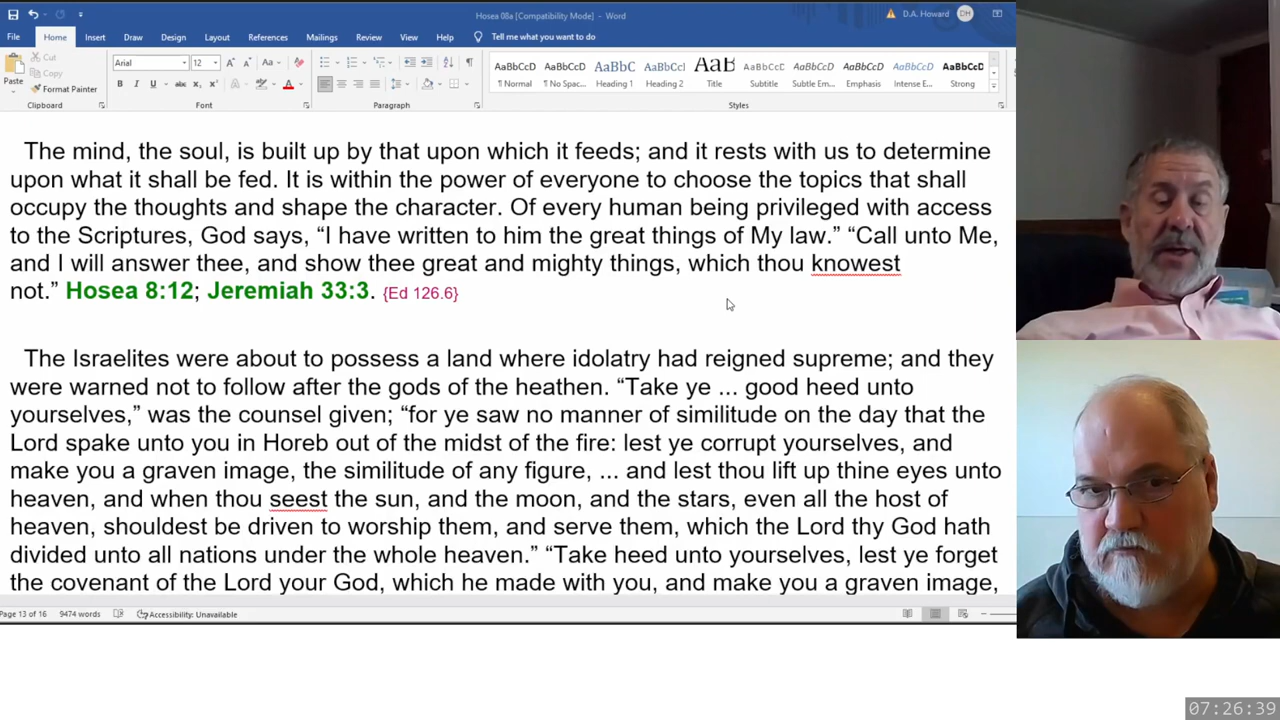 Hosea 08a [Compatibility Mode] - Word
D.A. Howard DH
File Home Insert Draw Design Layout References Mailings Review View Help Tell me what you want to do
Paste
Cut
Copy
Format Painter
Clipboard
Arial 12
Font
Paragraph
AaBbCcD AaBbCcD AaBbC AaBbCcD AaB AaBbCcD AaBbCcD AaBbCcD AaBbCcD AaBbCcD
¶ Normal ¶ No Spac... Heading 1 Heading 2 Title Subtitle Subtle Em... Emphasis Intense E... Strong
Styles
The mind, the soul, is built up by that upon which it feeds; and it rests with us to determine
upon what it shall be fed. It is within the power of everyone to choose the topics that shall
occupy the thoughts and shape the character. Of every human being privileged with access
to the Scriptures, God says, “I have written to him the great things of My law.” “Call unto Me,
and I will answer thee, and show thee great and mighty things, which thou knowest
not.” Hosea 8:12; Jeremiah 33:3. {Ed 126.6}
The Israelites were about to possess a land where idolatry had reigned supreme; and they
were warned not to follow after the gods of the heathen. “Take ye ... good heed unto
yourselves,” was the counsel given; “for ye saw no manner of similitude on the day that the
Lord spake unto you in Horeb out of the midst of the fire: lest ye corrupt yourselves, and
make you a graven image, the similitude of any figure, ... and lest thou lift up thine eyes unto
heaven, and when thou seest the sun, and the moon, and the stars, even all the host of
heaven, shouldest be driven to worship them, and serve them, which the Lord thy God hath
divided unto all nations under the whole heaven.” “Take heed unto yourselves, lest ye forget
the covenant of the Lord your God, which he made with you, and make you a graven image,
Page 13 of 16 9474 words Accessibility: Unavailable
07:26:39